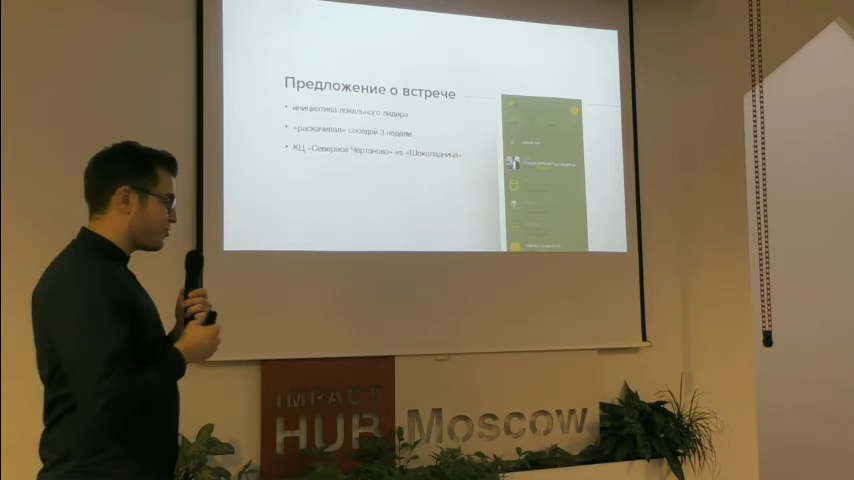 Предложение о встрече
инициатива локального лидера
«раскачивал» соседей 3 недели
КЦ «Северное Чертаново» vs «Шоколадница»
IMPACT
HUB Moscow